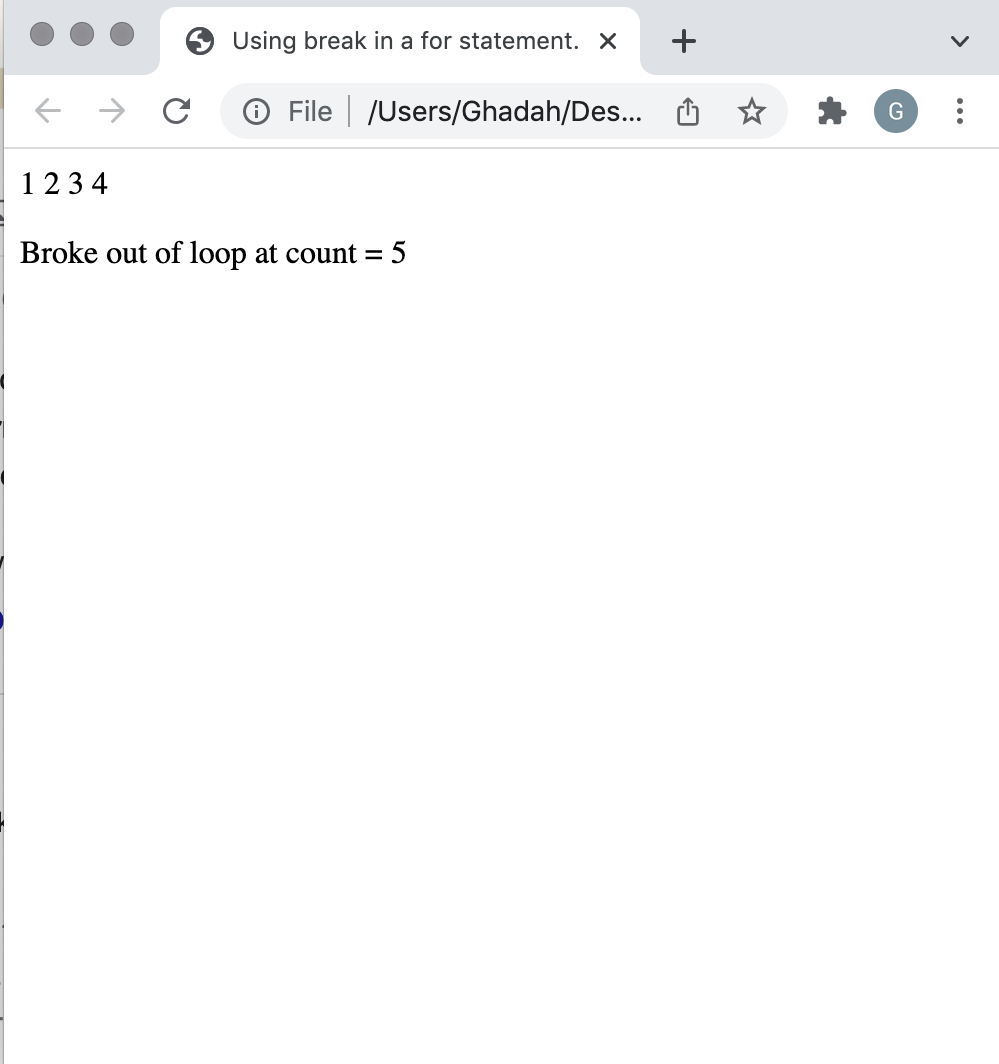 Using break in a for statement.
File | /Users/Ghadah/Des...
G
1 2 3 4
Broke out of loop at count = 5